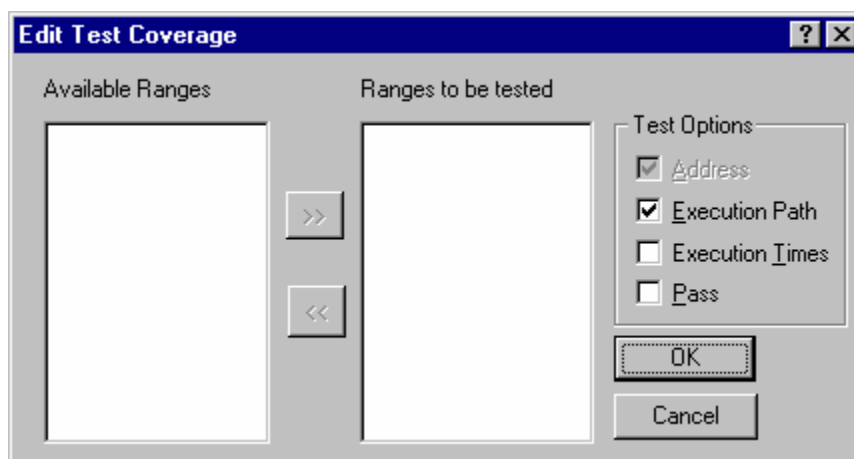 Edit Test Coverage
Available Ranges
Ranges to be tested
>>
<<
Test Options
Address
Execution Path
Execution Times
Pass
OK
Cancel